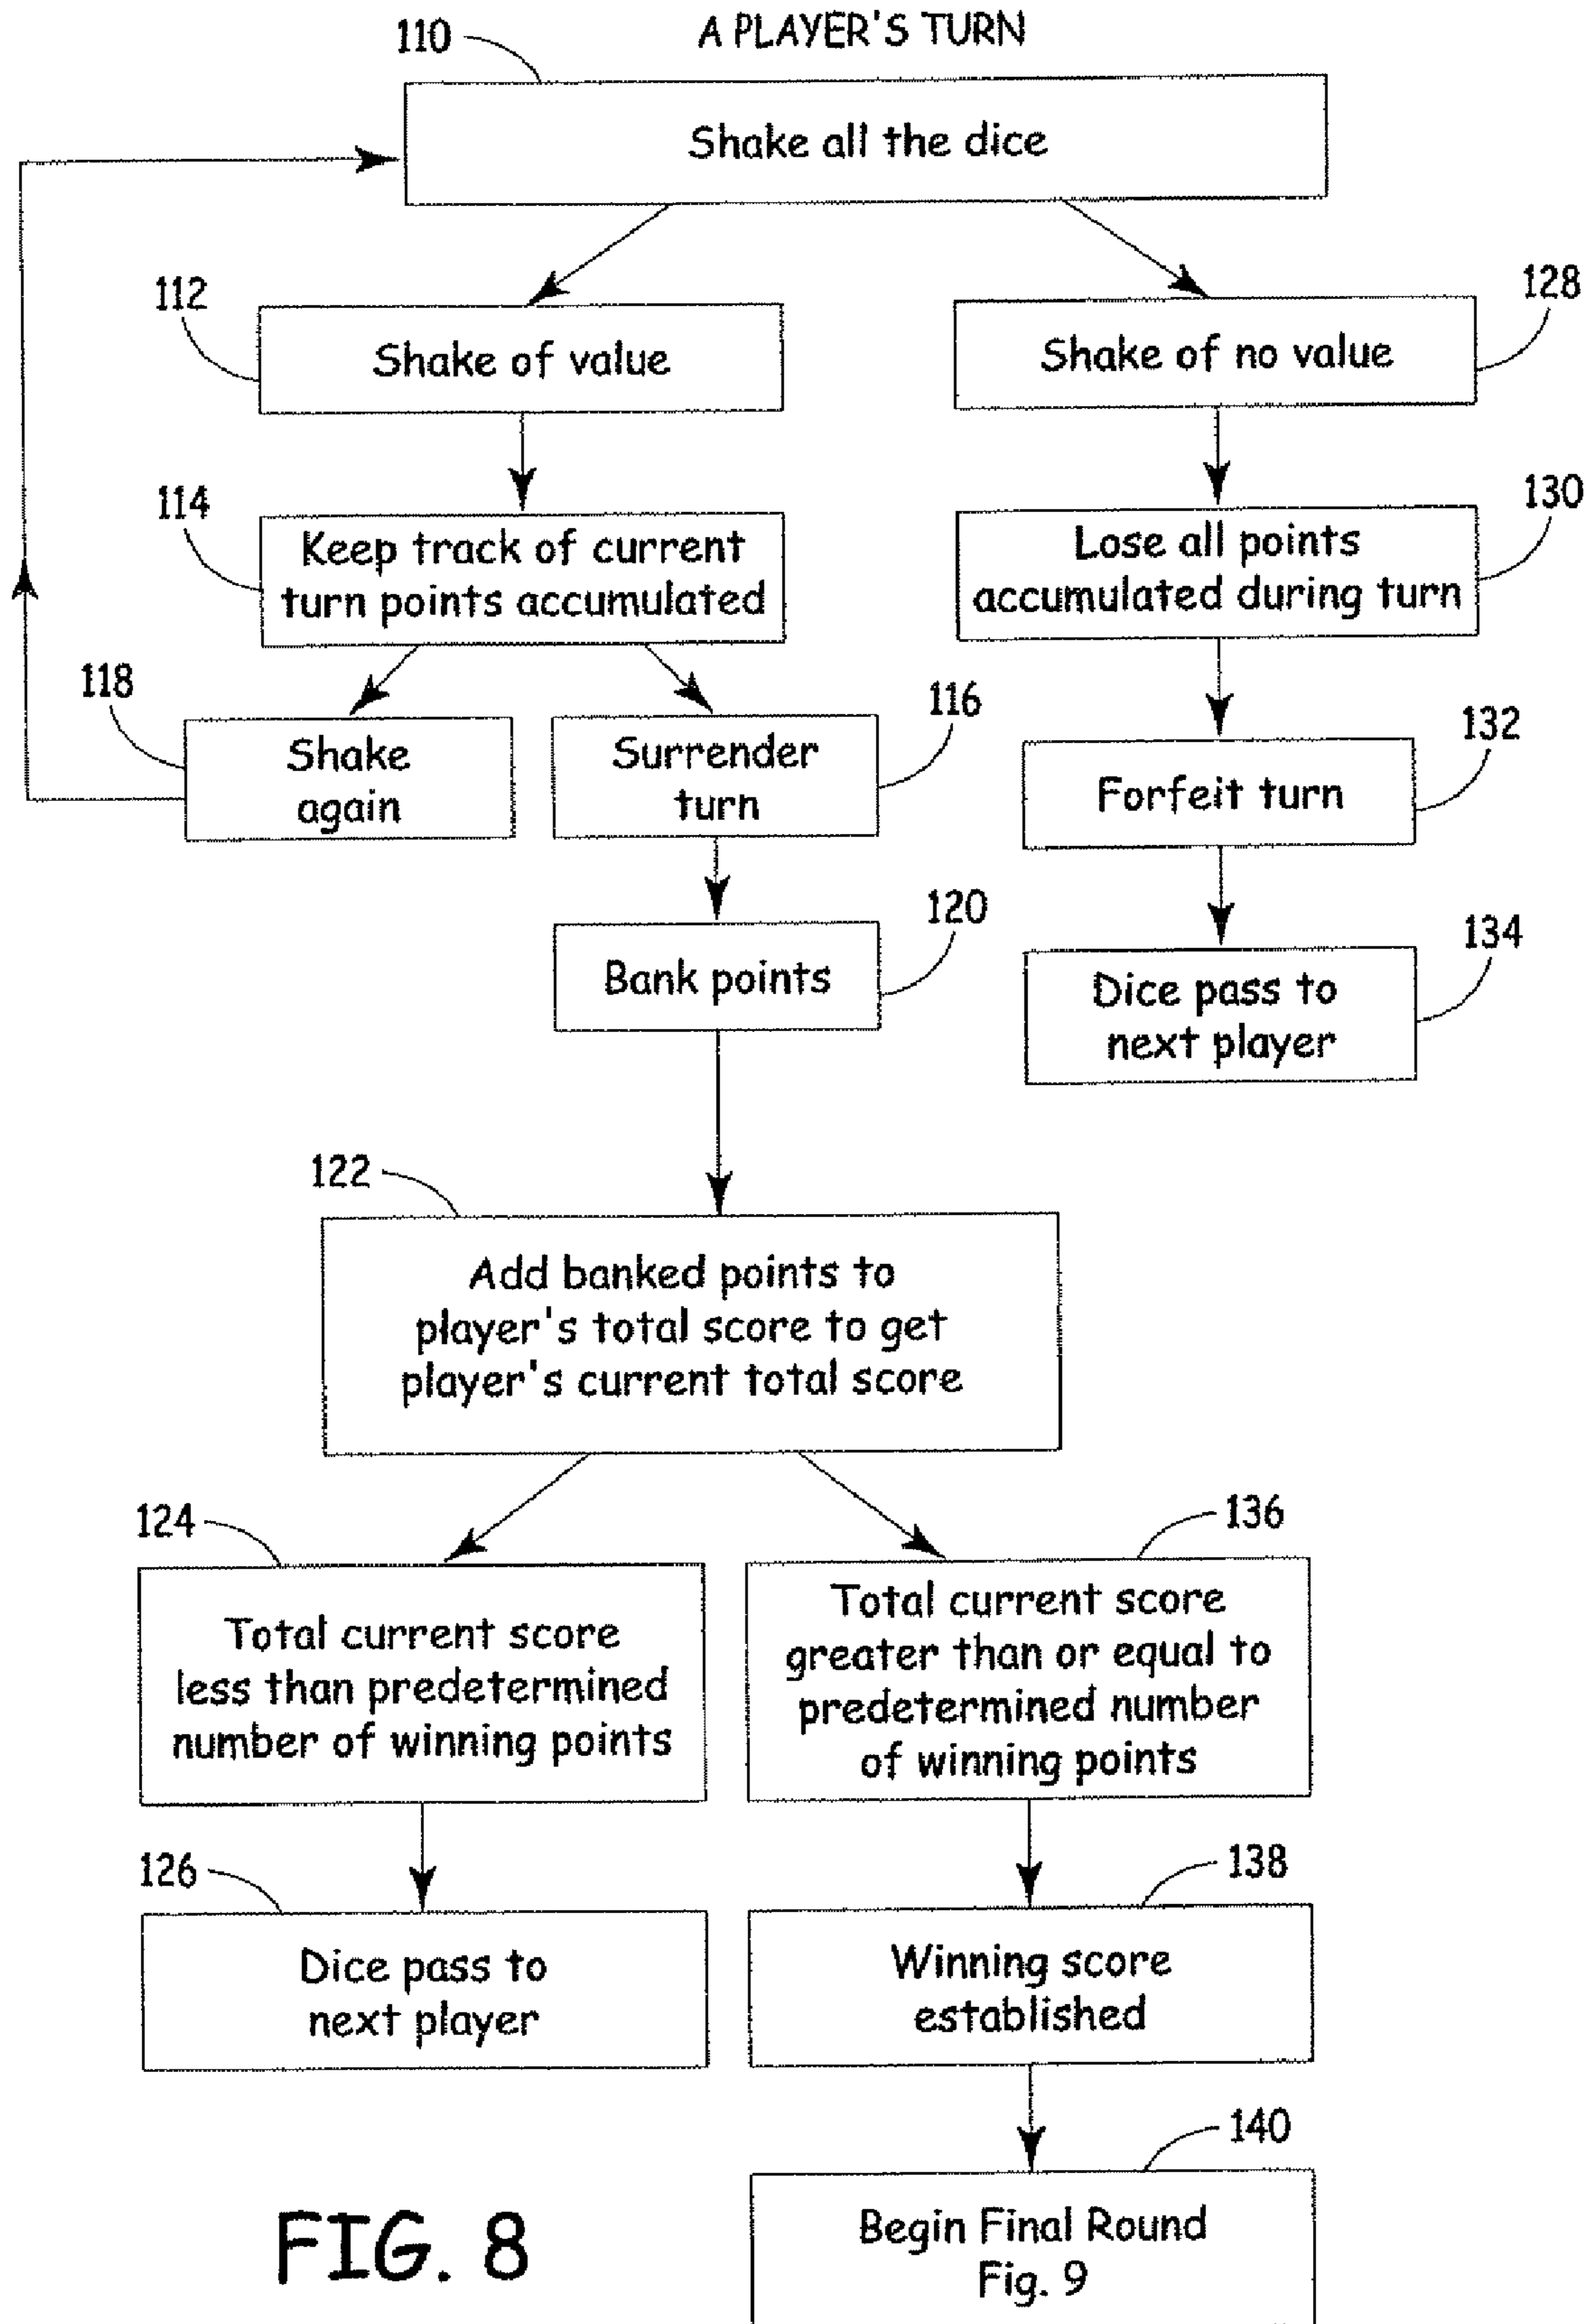 A PLAYER'S TURN
110
Shake all the dice
112
Shake of value
128
Shake of no value
114
Keep track of current
turn points accumulated
130
Lose all points
accumulated during turn
118
Shake
again
116
Surrender
turn
132
Forfeit turn
120
Bank points
134
Dice pass to
next player
122
Add banked points to
player's total score to get
player's current total score
124
Total current score
less than predetermined
number of winning points
136
Total current score
greater than or equal to
predetermined number
of winning points
126
Dice pass to
next player
138
Winning score
established
140
Begin Final Round
Fig. 9
FIG. 8